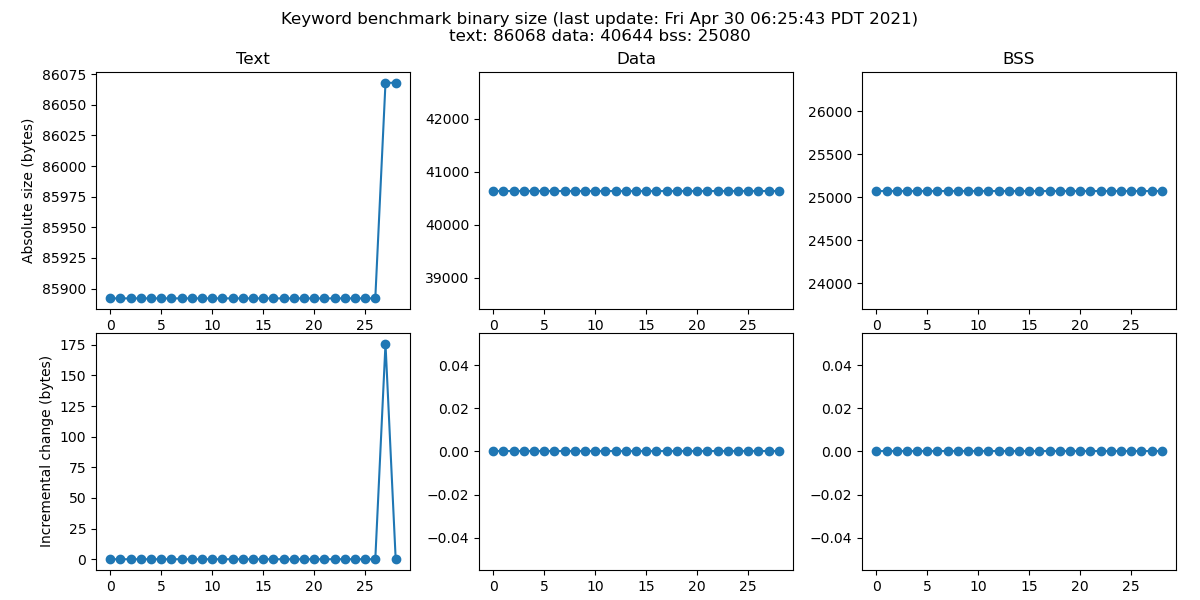 Keyword benchmark binary size (last update: Fri Apr 30 06:25:43 PDT 2021)
text: 86068 data: 40644 bss: 25080
Text
Data
BSS
Absolute size (bytes)
86075
86050
86025
86000
85975
85950
85925
85900
0 5 10 15 20 25
42000
41000
40000
39000
0 5 10 15 20 25
26000
25500
25000
24500
24000
0 5 10 15 20 25
Incremental change (bytes)
175
150
125
100
75
50
25
0
0 5 10 15 20 25
0.04
0.02
0.00
−0.02
−0.04
0 5 10 15 20 25
0.04
0.02
0.00
−0.02
−0.04
0 5 10 15 20 25